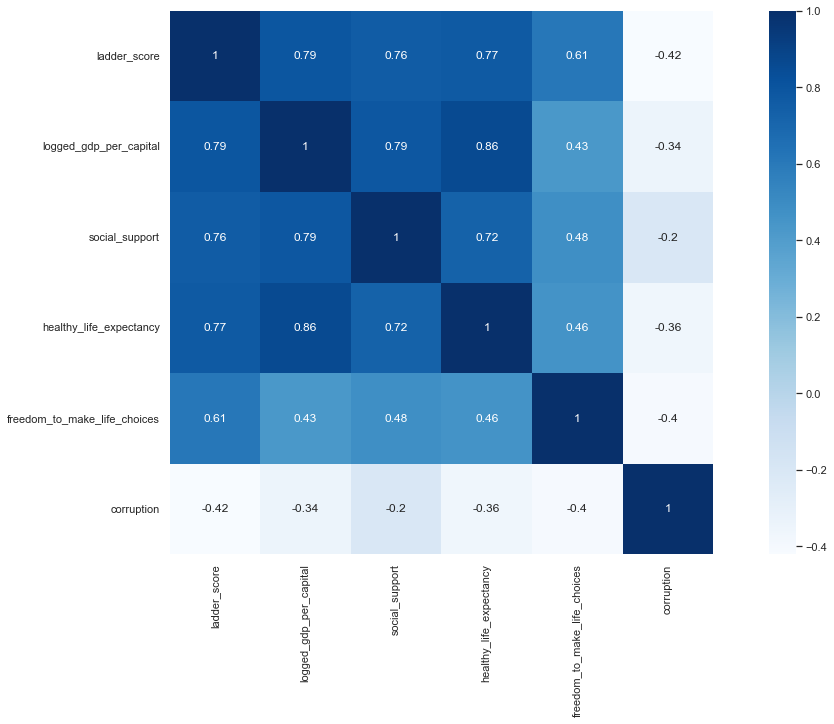 ladder_score 1 0.79 0.76 0.77 0.61 -0.42
logged_gdp_per_capital 0.79 1 0.79 0.86 0.43 -0.34
social_support 0.76 0.79 1 0.72 0.48 -0.2
healthy_life_expectancy 0.77 0.86 0.72 1 0.46 -0.36
freedom_to_make_life_choices 0.61 0.43 0.48 0.46 1 -0.4
corruption -0.42 -0.34 -0.2 -0.36 -0.4 1
ladder_score
logged_gdp_per_capital
social_support
healthy_life_expectancy
freedom_to_make_life_choices
corruption
1.0
0.8
0.6
0.4
0.2
0.0
−0.2
−0.4